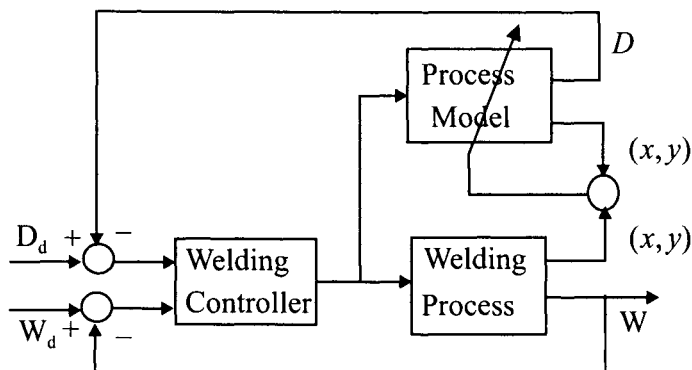 D
Process
Model
(x, y)
D_d + −
Welding
Controller
Welding
Process
(x, y)
W_d + −
W